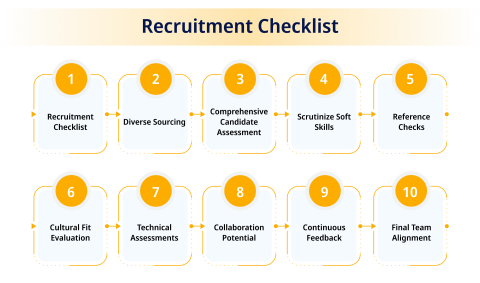 Recruitment Checklist
1
Recruitment
Checklist
2
Diverse Sourcing
3
Comprehensive
Candidate
Assessment
4
Scrutinize Soft
Skills
5
Reference
Checks
6
Cultural Fit
Evaluation
7
Technical
Assessments
8
Collaboration
Potential
9
Continuous
Feedback
10
Final Team
Alignment